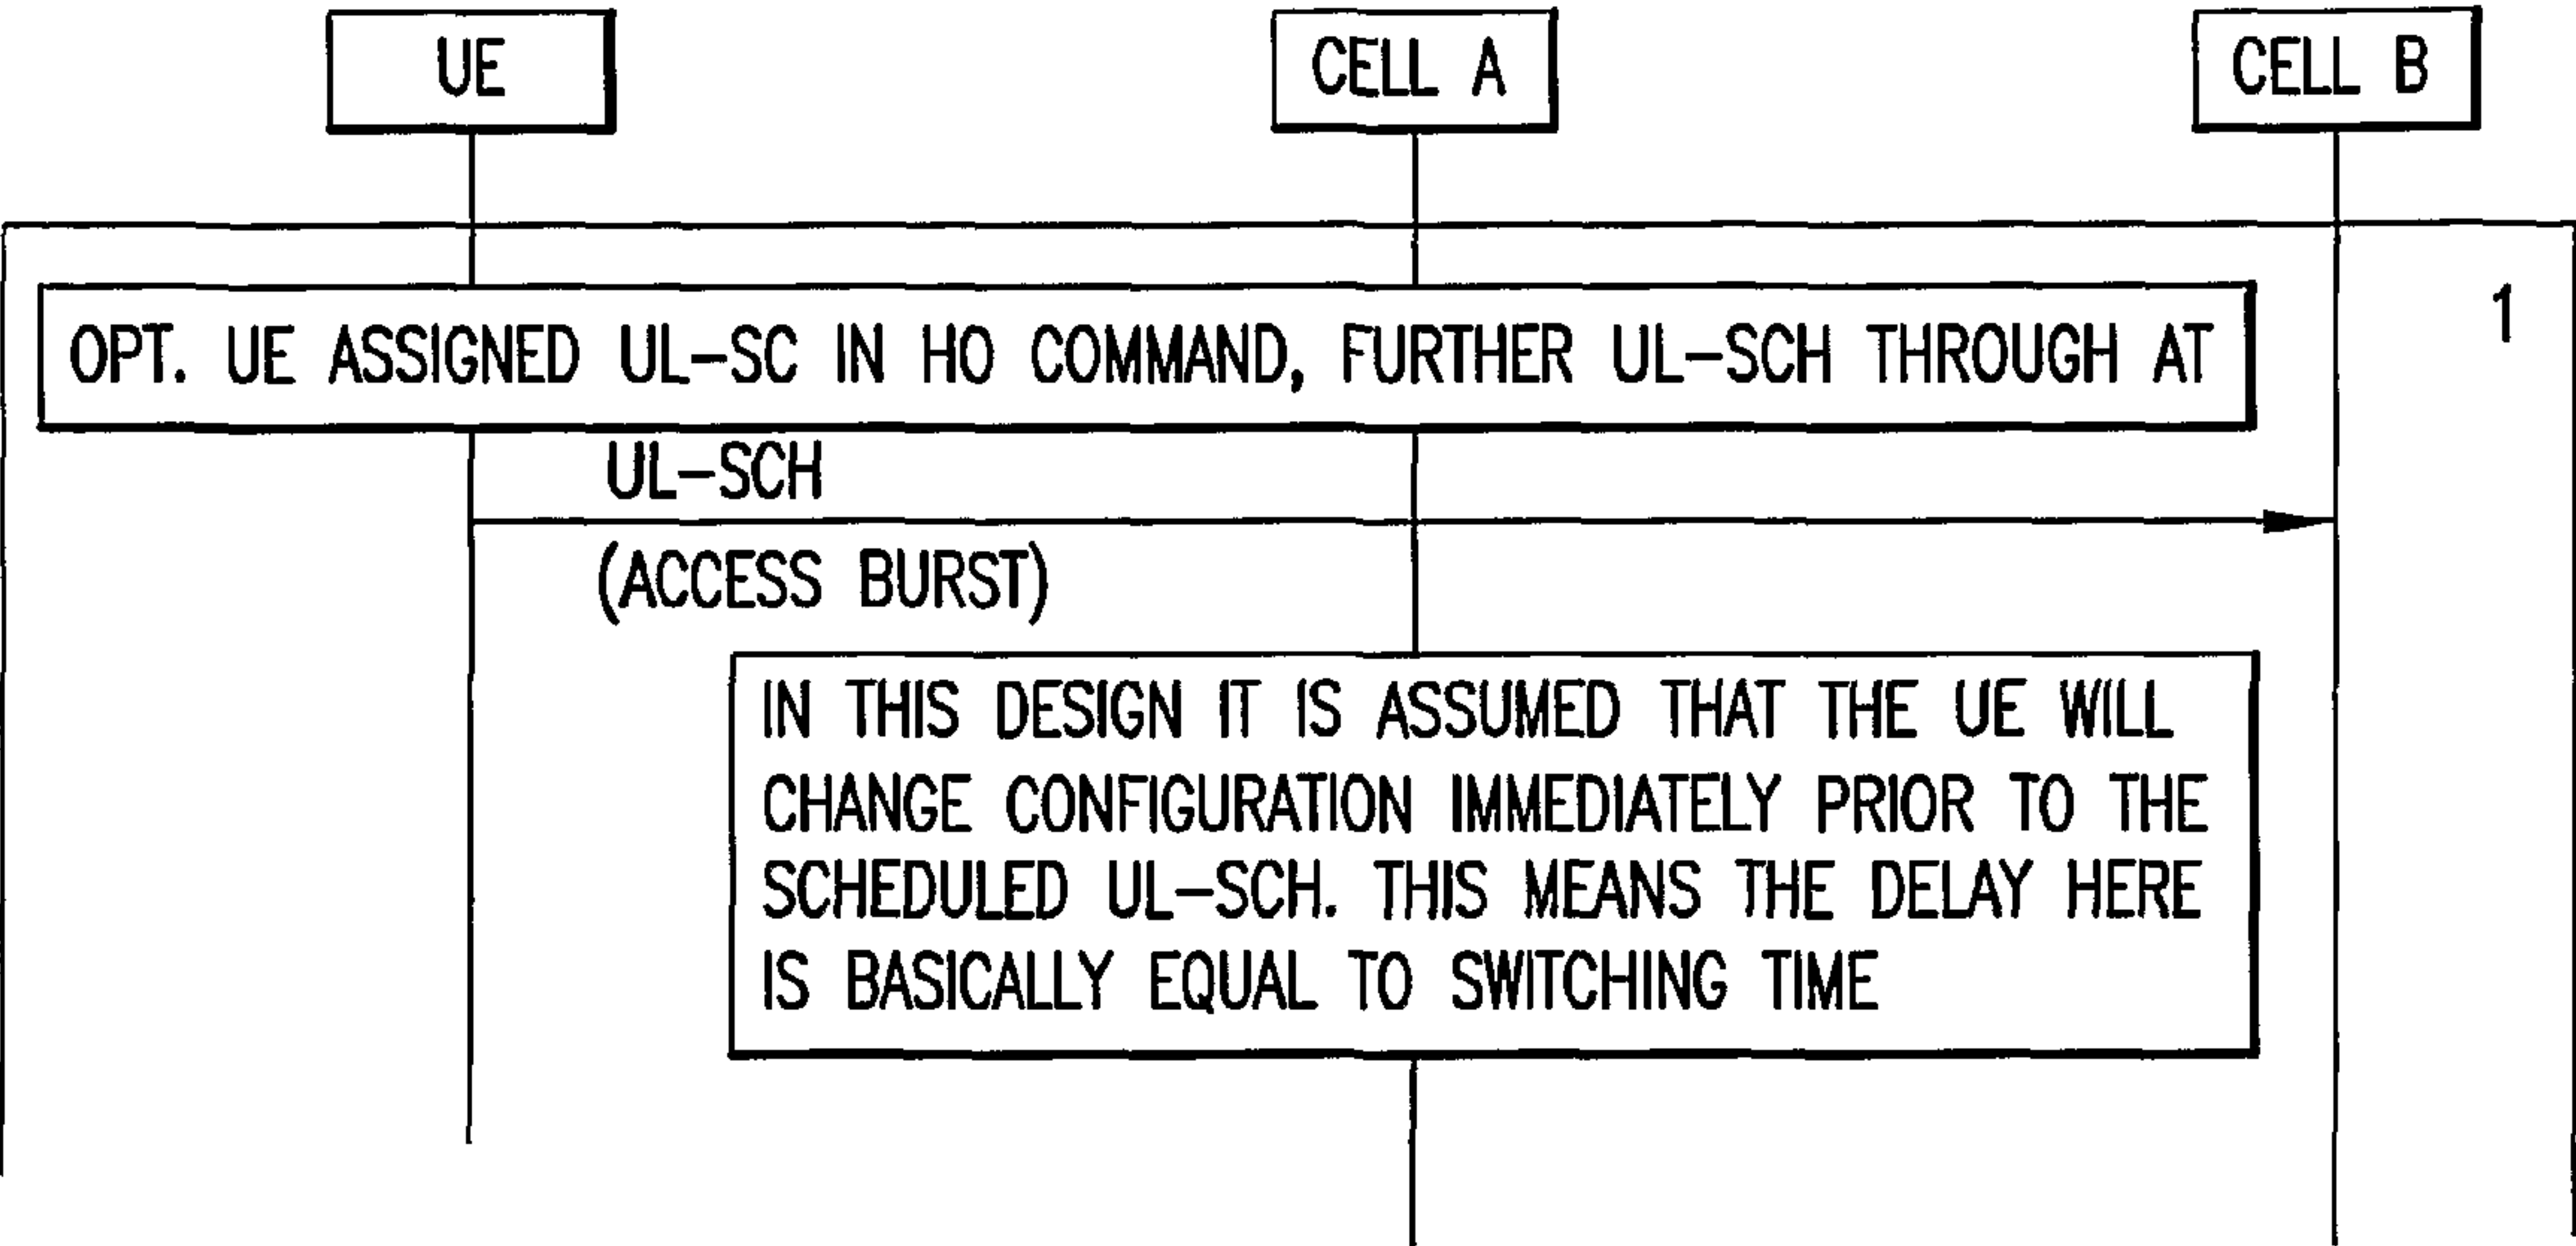 UE
CELL A
CELL B
1
OPT. UE ASSIGNED UL-SC IN HO COMMAND, FURTHER UL-SCH THROUGH AT
UL-SCH
(ACCESS BURST)
IN THIS DESIGN IT IS ASSUMED THAT THE UE WILL
CHANGE CONFIGURATION IMMEDIATELY PRIOR TO THE
SCHEDULED UL-SCH. THIS MEANS THE DELAY HERE
IS BASICALLY EQUAL TO SWITCHING TIME